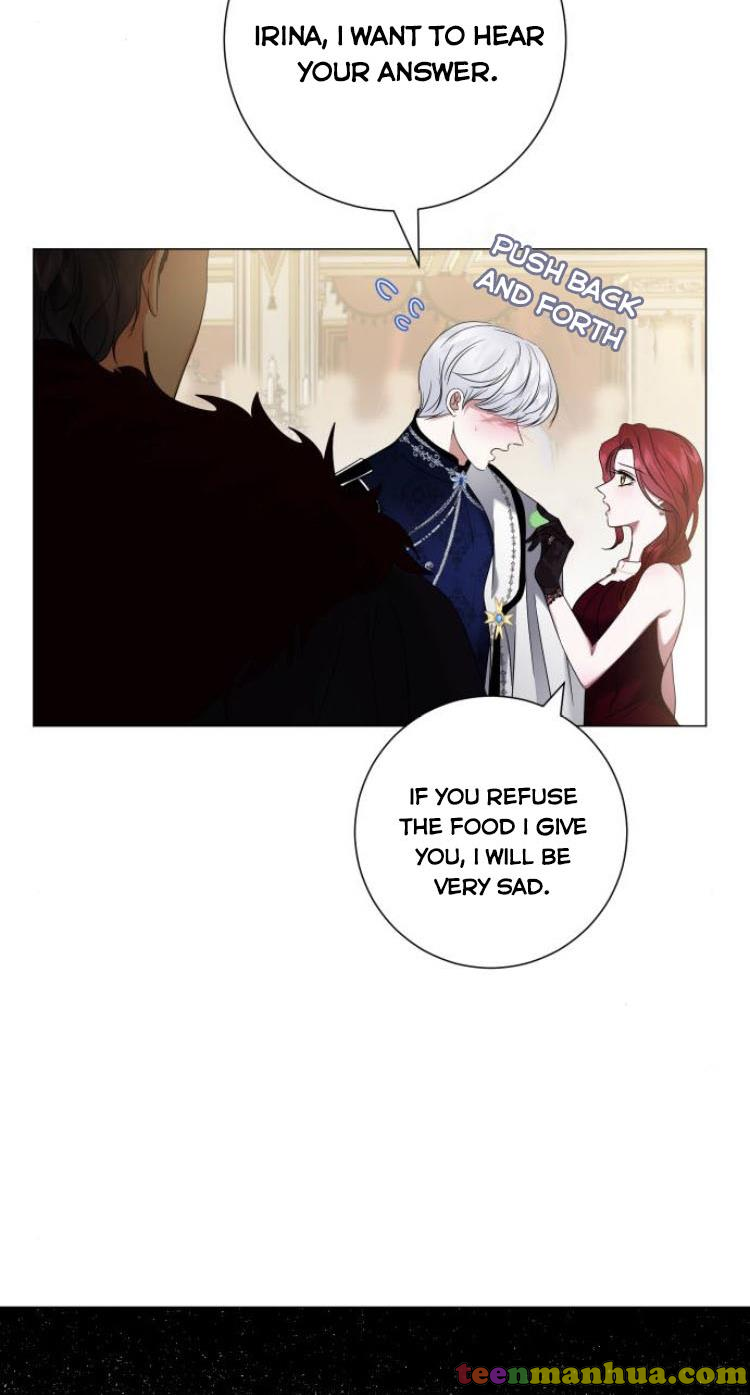 IRINA, I WANT TO HEAR
YOUR ANSWER.
PUSH BACK
AND FORTH
IF YOU REFUSE
THE FOOD I GIVE
YOU, I WILL BE
VERY SAD.
teenmanhua.com